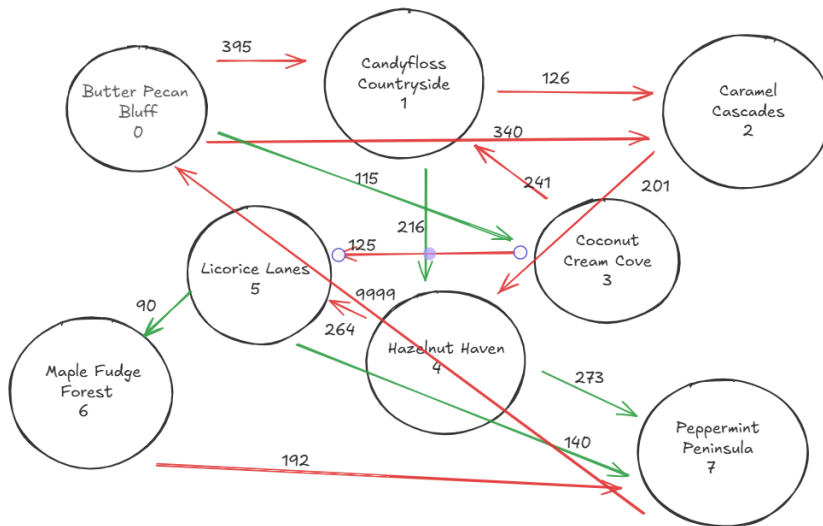 395
Candyfloss
Countryside
1
126
Caramel
Cascades
2
Butter Pecan
Bluff
0
340
115
241
201
216
125
Coconut
Cream Cove
3
Licorice Lanes
5
9999
90
264
Hazelnut Haven
4
Maple Fudge
Forest
6
273
Peppermint
Peninsula
7
140
192